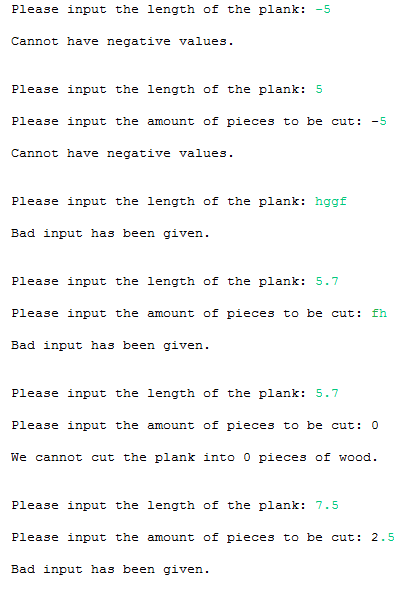 Please input the length of the plank: -5
Cannot have negative values.
Please input the length of the plank: 5
Please input the amount of pieces to be cut: -5
Cannot have negative values.
Please input the length of the plank: hggf
Bad input has been given.
Please input the length of the plank: 5.7
Please input the amount of pieces to be cut: fh
Bad input has been given.
Please input the length of the plank: 5.7
Please input the amount of pieces to be cut: 0
We cannot cut the plank into 0 pieces of wood.
Please input the length of the plank: 7.5
Please input the amount of pieces to be cut: 2.5
Bad input has been given.